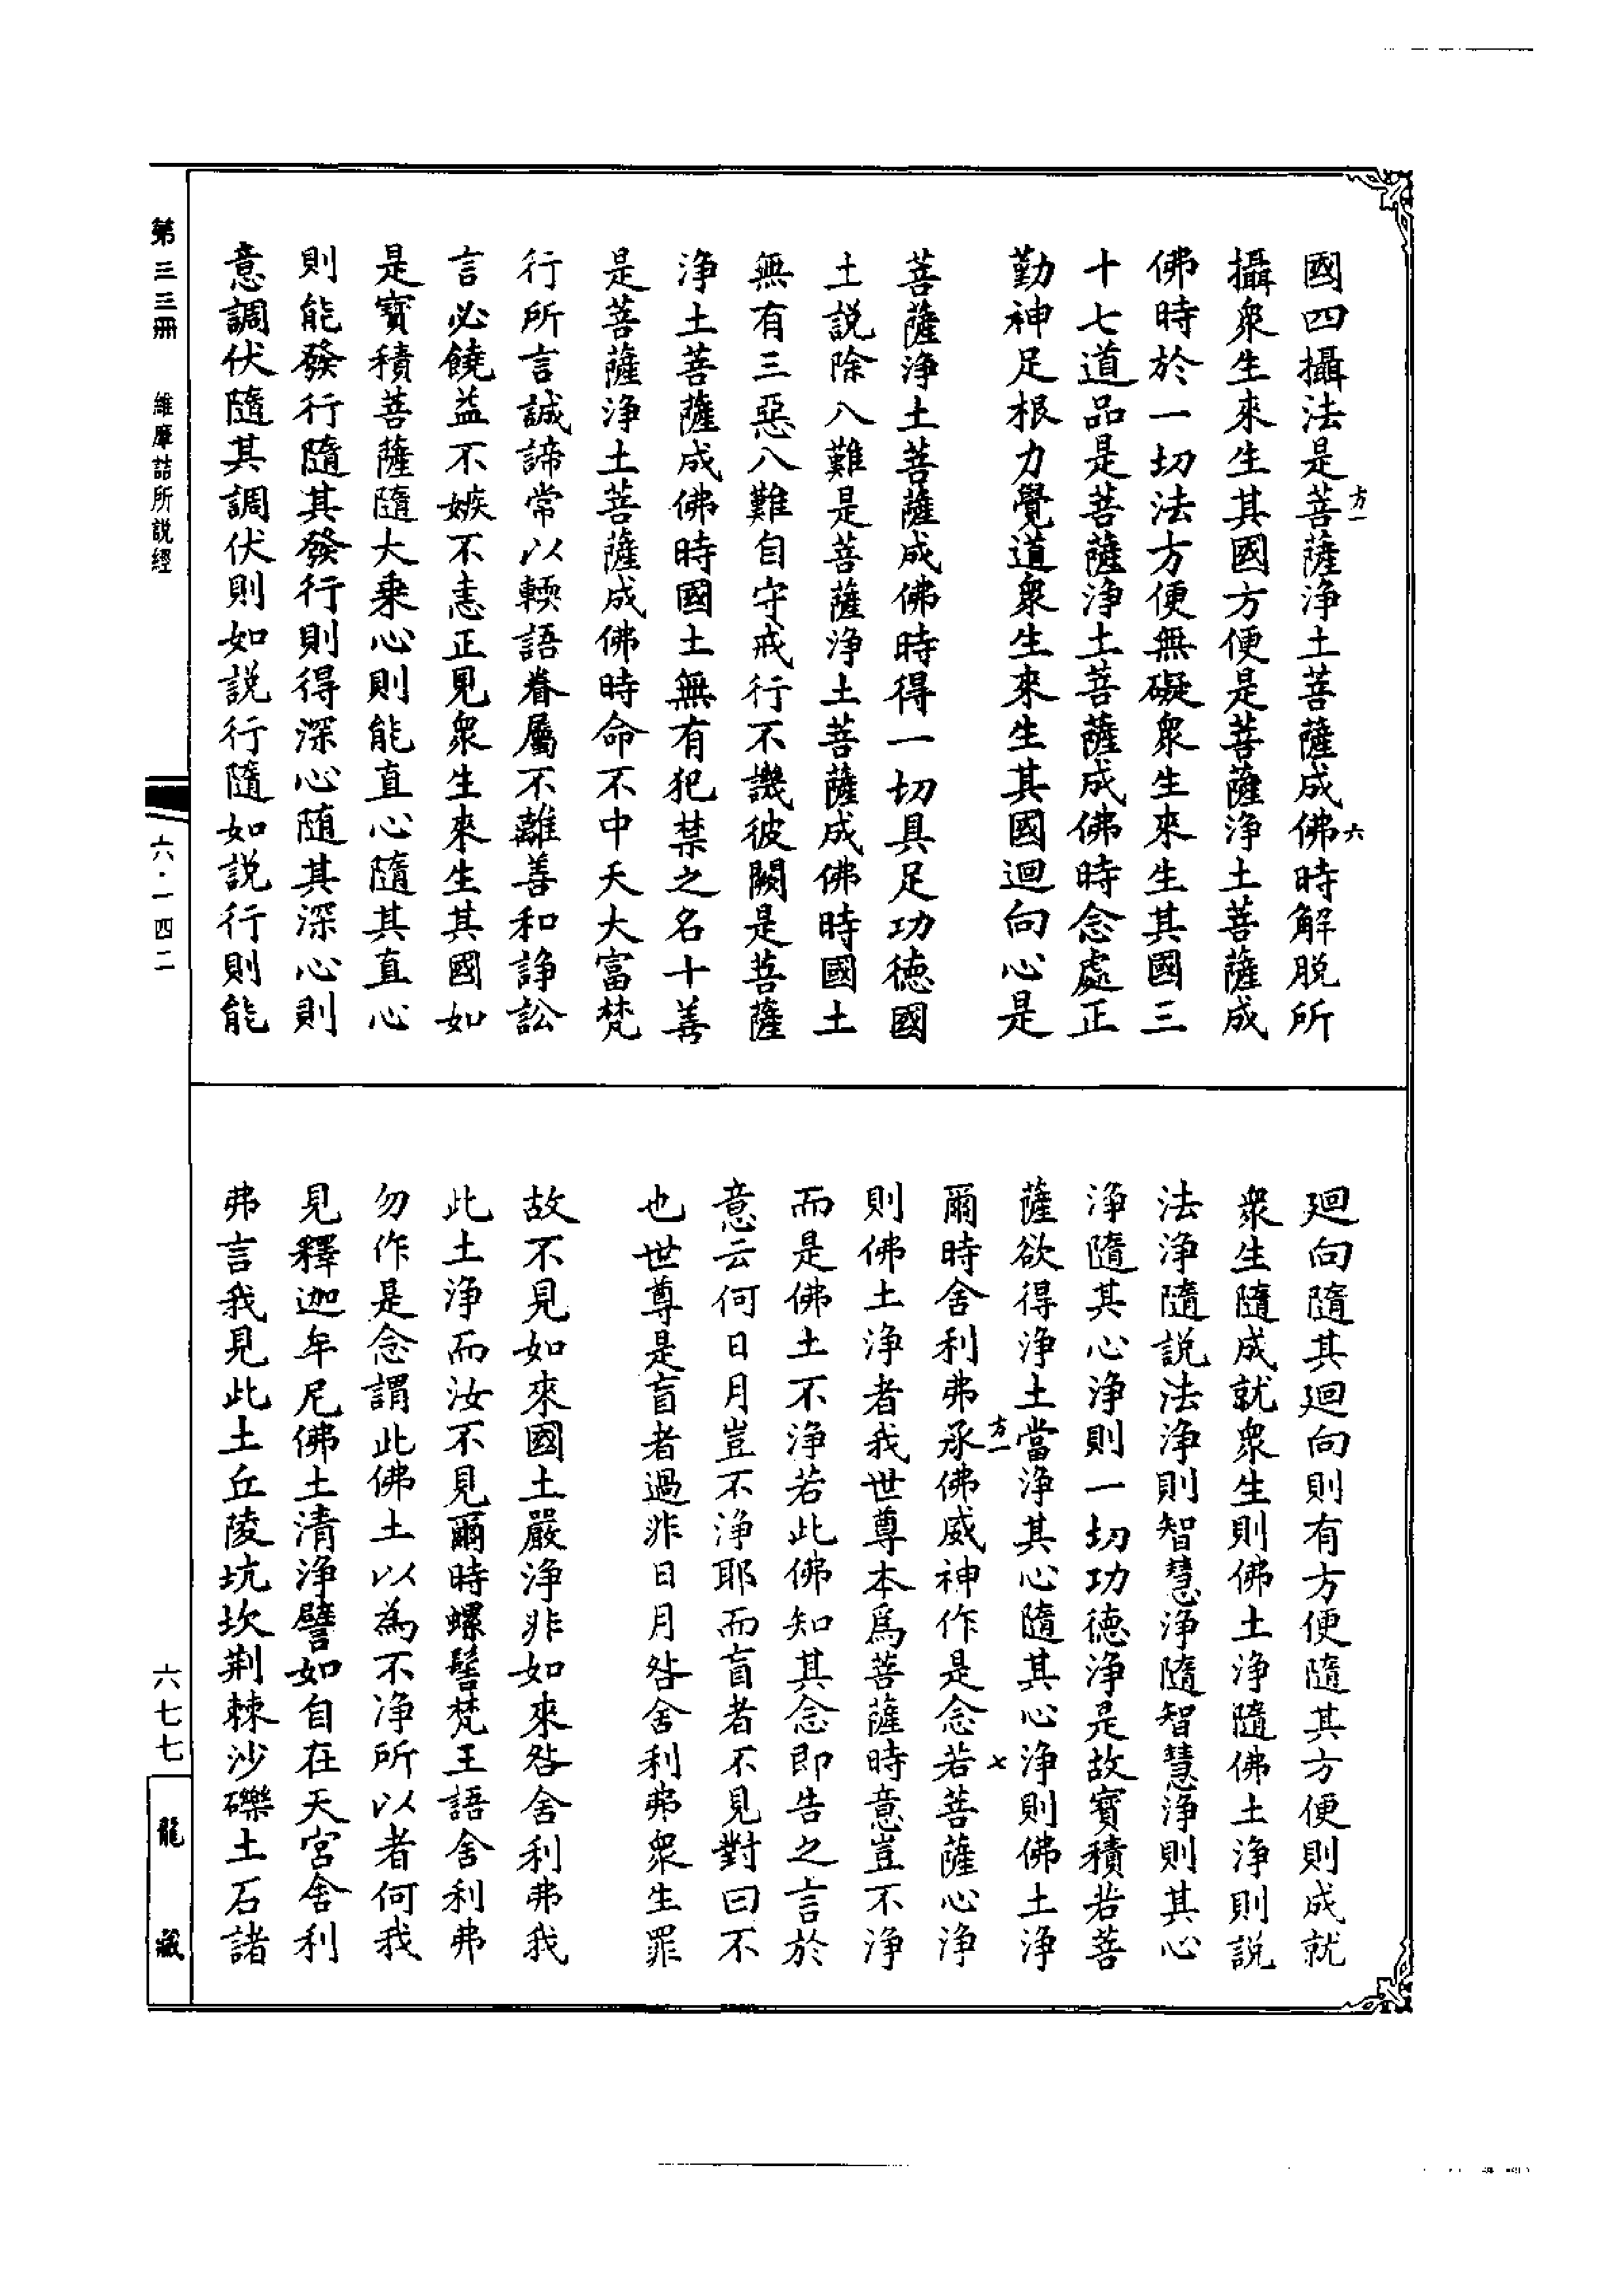 國四攝法是菩薩淨土菩薩成佛時解脱所
方一
六
攝衆生來生其國方便是菩薩淨土菩薩成
佛時於一切法方便無礙衆生來生其國三
十七道品是菩薩淨土菩薩成佛時念處正
勤神足根力覺道衆生來生其國迴向心是
菩薩淨土菩薩成佛時得一切具足功德國
土説除八難是菩薩淨土菩薩成佛時國土
無有三惡八難自守戒行不譏彼闕是菩薩
淨土菩薩成佛時國土無有犯禁之名十善
是菩薩淨土菩薩成佛時命不中夭大富梵
行所言誠諦常以輭語眷屬不離善和諍訟
言必饒益不嫉不恚正見衆生來生其國如
是寶積菩薩隨大乗心則能直心隨其直心
則能發行隨其發行則得深心随其深心則
意調伏隨其調伏則如説行隨如説行則能
迴向隨其迴向則有方便隨其方便則成就
衆生隨成就衆生則佛土淨隨佛土淨則説
法淨隨説法淨則智慧淨隨智慧淨則其心
淨隨其心淨則一切功德淨是故寶積若菩
薩欲得淨土當淨其心隨其心淨則佛土淨
方一
七
爾時舍利弗承佛威神作是念若菩薩心淨
則佛土淨者我世尊本爲菩薩時意豈不淨
而是佛土不淨若此佛知其念即告之言於
意云何日月豈不淨耶而盲者不見對曰不
也世尊是盲者過非日月咎舍利弗衆生罪
故不見如來國土嚴淨非如來咎舍利弗我
此土淨而汝不見爾時螺髻梵王語舍利弗
勿作是念謂此佛土以為不淨所以者何我
見釋迦牟尼佛土清淨譬如自在天宮舍利
弗言我見此土丘陵坑坎荆棘沙礫土石諸
第三三冊 維摩詰所説經
六·一四二
六七七
龍藏